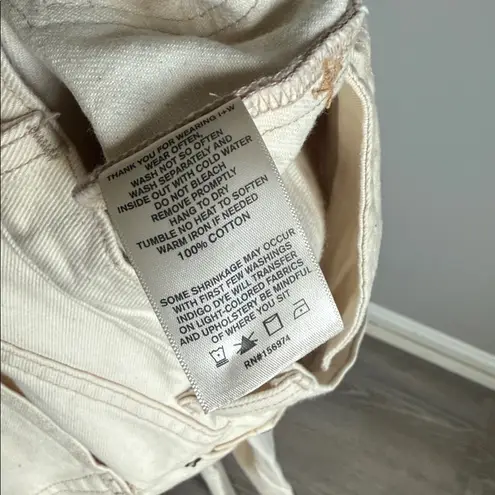 THANK YOU FOR WEARING I+W
WEAR OFTEN,
WASH NOT SO OFTEN
WASH SEPARATELY AND
INSIDE OUT WITH COLD WATER
DO NOT BLEACH
REMOVE PROMPTLY
HANG TO DRY
TUMBLE NO HEAT TO SOFTEN
WARM IRON IF NEEDED
100% COTTON
SOME SHRINKAGE MAY OCCUR
WITH FIRST FEW WASHINGS
INDIGO DYE WILL TRANSFER
ON LIGHT-COLORED FABRICS
AND UPHOLSTERY BE MINDFUL
OF WHERE YOU SIT
RN#156974